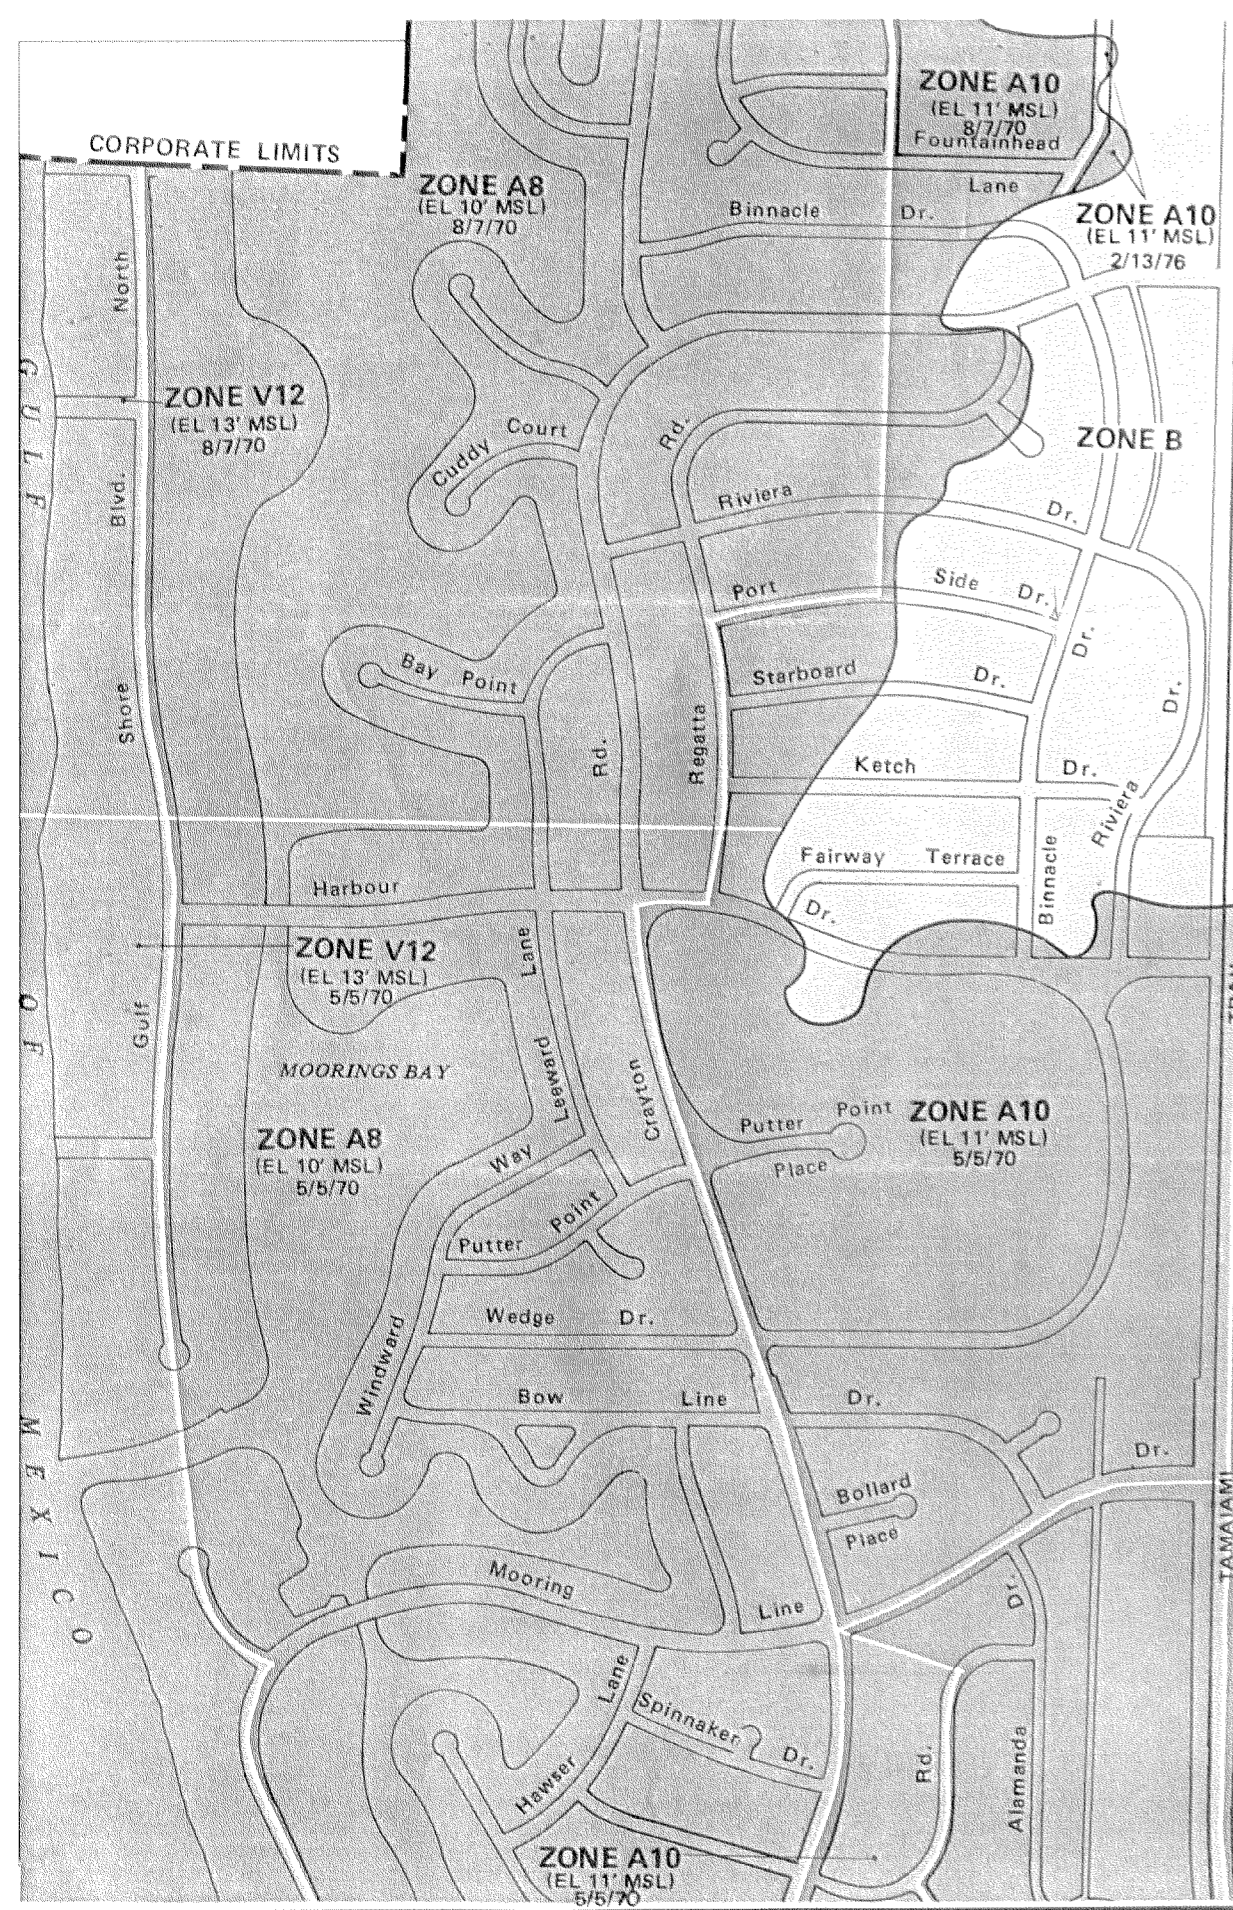 ZONE A10
(EL 11' MSL)
8/7/70
Fountainhead
Lane
CORPORATE LIMITS
ZONE A8
(EL 10' MSL)
8/7/70
Binnacle Dr.
ZONE A10
(EL 11' MSL)
2/13/76
North
ZONE V12
(EL 13' MSL)
8/7/70
GULF
Court
Cuddy
Rd.
ZONE B
Blvd.
Riviera Dr.
Port Side Dr.
Bay Point
Starboard Dr.
Dr.
Dr.
Shore
Rd.
Regatta
Ketch Dr.
Riviera
Fairway Terrace
Dr.
Binnacle
Harbour
ZONE V12
(EL 13' MSL)
5/5/70
Lane
OF
Gulf
MOORINGS BAY
Leeward
Crayton
Putter Point
Place
ZONE A10
(EL 11' MSL)
5/5/70
ZONE A8
(EL 10' MSL)
5/5/70
Way
Point
Putter
Wedge Dr.
Windward
Bow Line Dr.
MEXICO
Dr.
Bollard
Place
TAMAIAMI
Mooring
Line
Dr.
Lane
Spinnaker Dr.
Hawser
Rd.
Alamanda
ZONE A10
(EL 11' MSL)
5/5/70